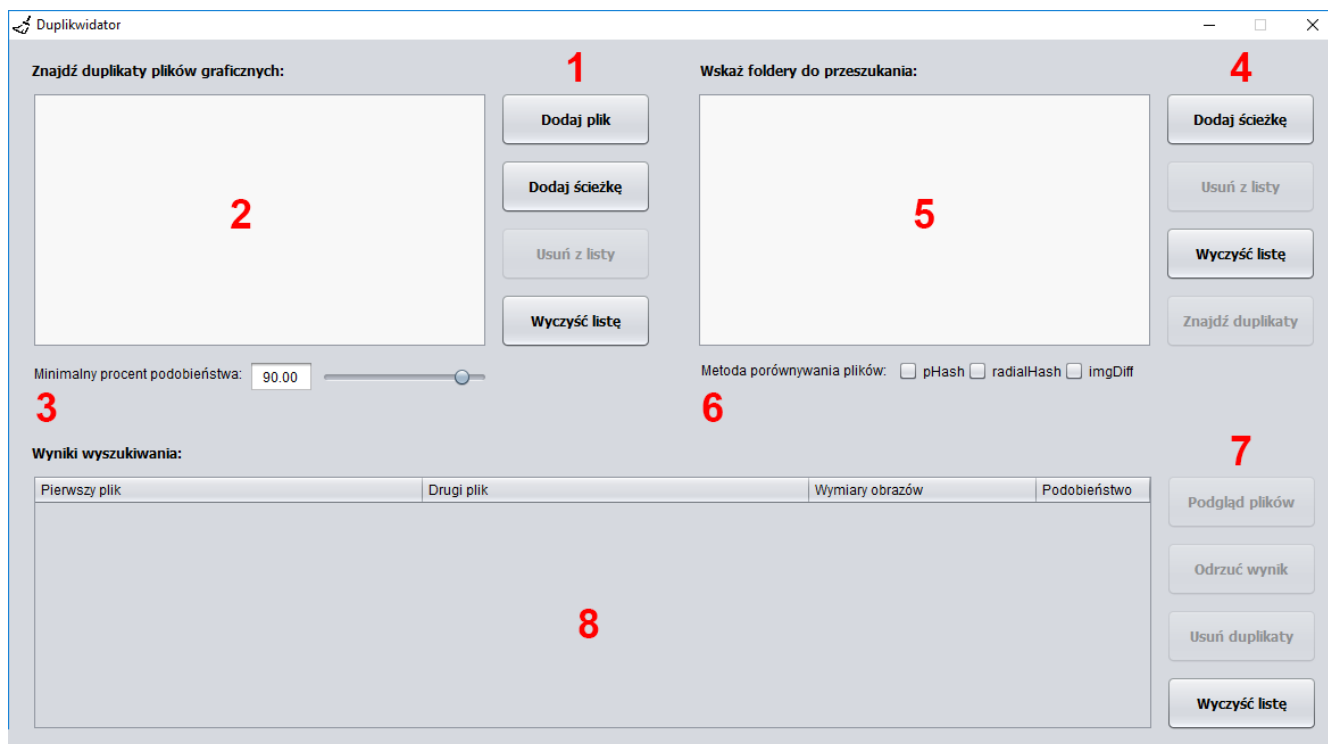 Duplikwidator
Znajdź duplikaty plików graficznych:
1
Dodaj plik
Dodaj ścieżkę
Usuń z listy
Wyczyść listę
2
Minimalny procent podobieństwa: 90.00
3
Wskaż foldery do przeszukania:
4
Dodaj ścieżkę
Usuń z listy
Wyczyść listę
Znajdź duplikaty
5
Metoda porównywania plików: pHash radialHash imgDiff
6
Wyniki wyszukiwania:
7
Pierwszy plik Drugi plik Wymiary obrazów Podobieństwo
8
Podgląd plików
Odrzuć wynik
Usuń duplikaty
Wyczyść listę